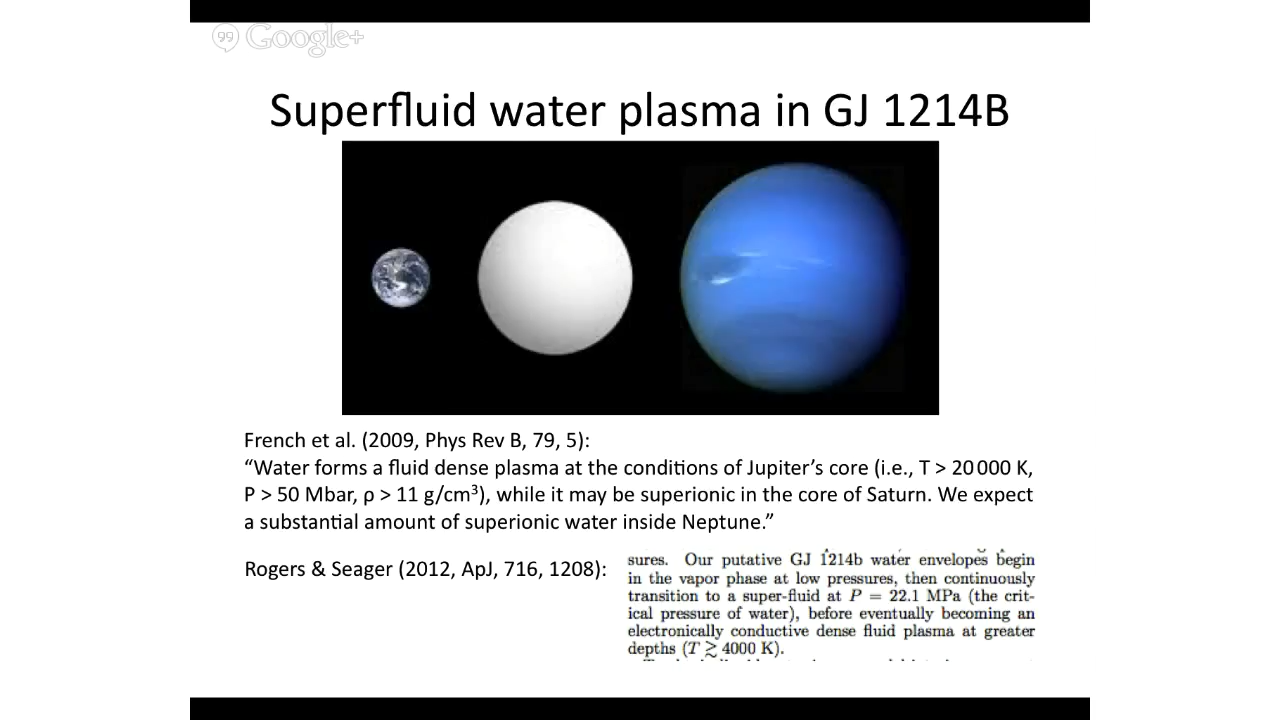 99 Google+
Superfluid water plasma in GJ 1214B
French et al. (2009, Phys Rev B, 79, 5):
“Water forms a fluid dense plasma at the conditions of Jupiter’s core (i.e., T > 20 000 K,
P > 50 Mbar, ρ > 11 g/cm³), while it may be superionic in the core of Saturn. We expect
a substantial amount of superionic water inside Neptune.”
Rogers & Seager (2012, ApJ, 716, 1208):
sures. Our putative GJ 1214b water envelopes begin
in the vapor phase at low pressures, then continuously
transition to a super-fluid at P = 22.1 MPa (the crit-
ical pressure of water), before eventually becoming an
electronically conductive dense fluid plasma at greater
depths (T ≳ 4000 K).